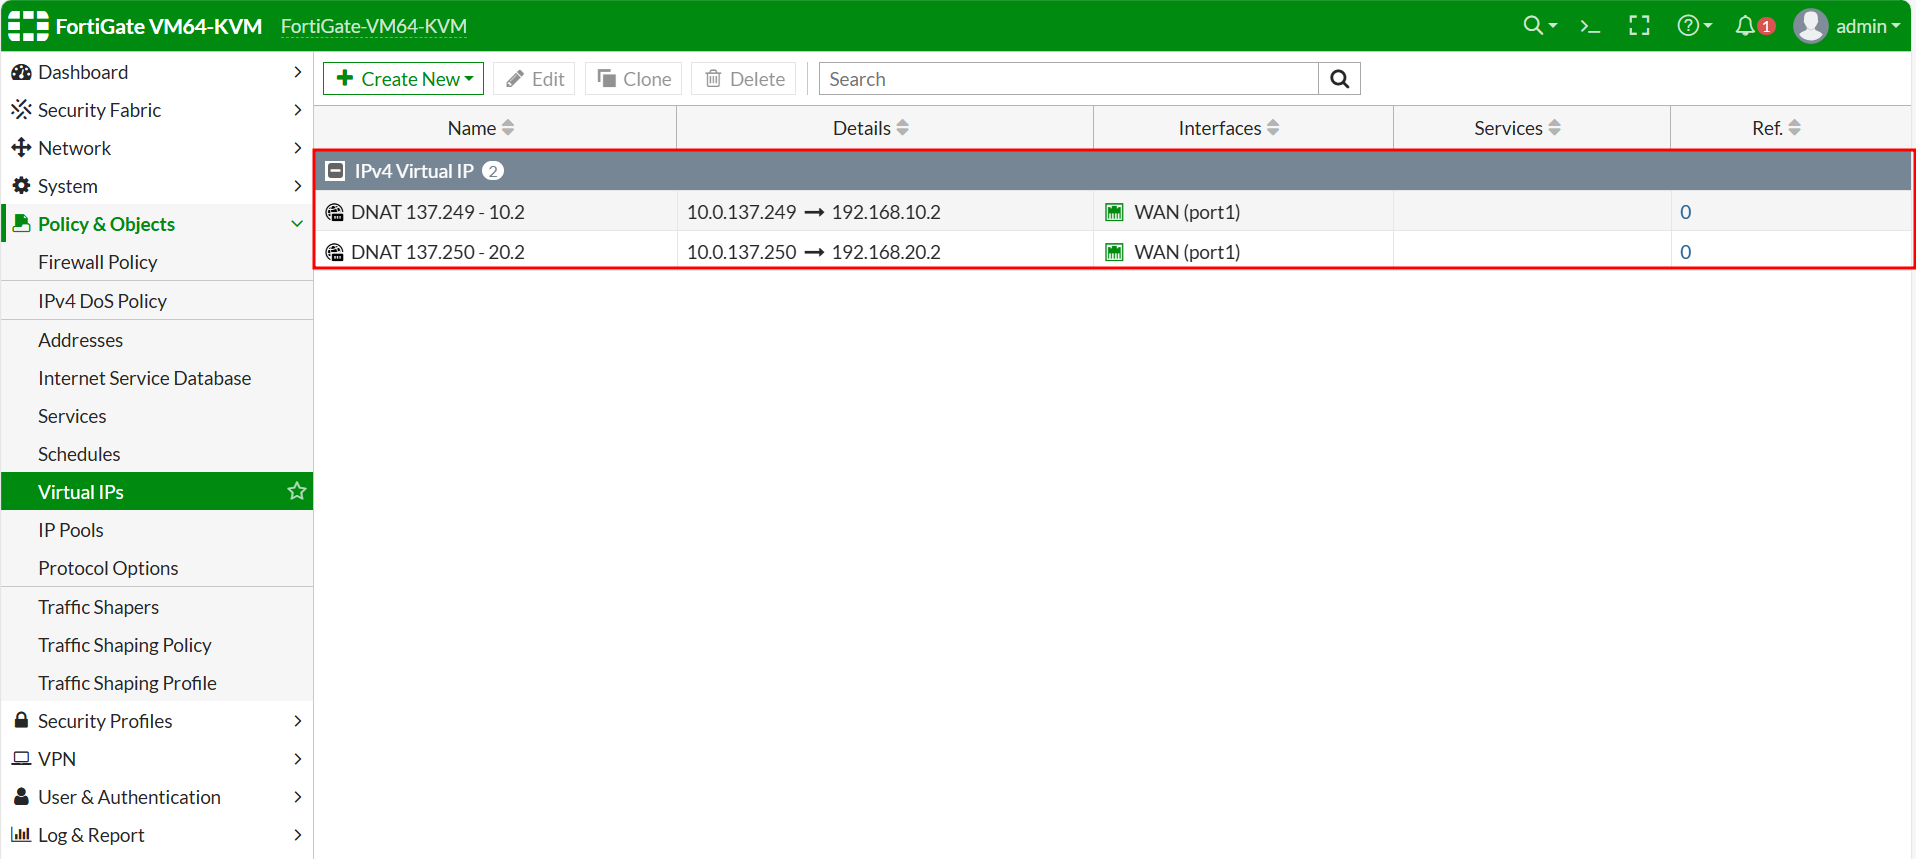 FortiGate VM64-KVM FortiGate-VM64-KVM 1 admin
Dashboard
Security Fabric
Network
System
Policy & Objects
Firewall Policy
IPv4 DoS Policy
Addresses
Internet Service Database
Services
Schedules
Virtual IPs
IP Pools
Protocol Options
Traffic Shapers
Traffic Shaping Policy
Traffic Shaping Profile
Security Profiles
VPN
User & Authentication
Log & Report
Create New Edit Clone Delete Search
Name Details Interfaces Services Ref.
IPv4 Virtual IP 2
DNAT 137.249 - 10.2 10.0.137.249 → 192.168.10.2 WAN (port1) 0
DNAT 137.250 - 20.2 10.0.137.250 → 192.168.20.2 WAN (port1) 0